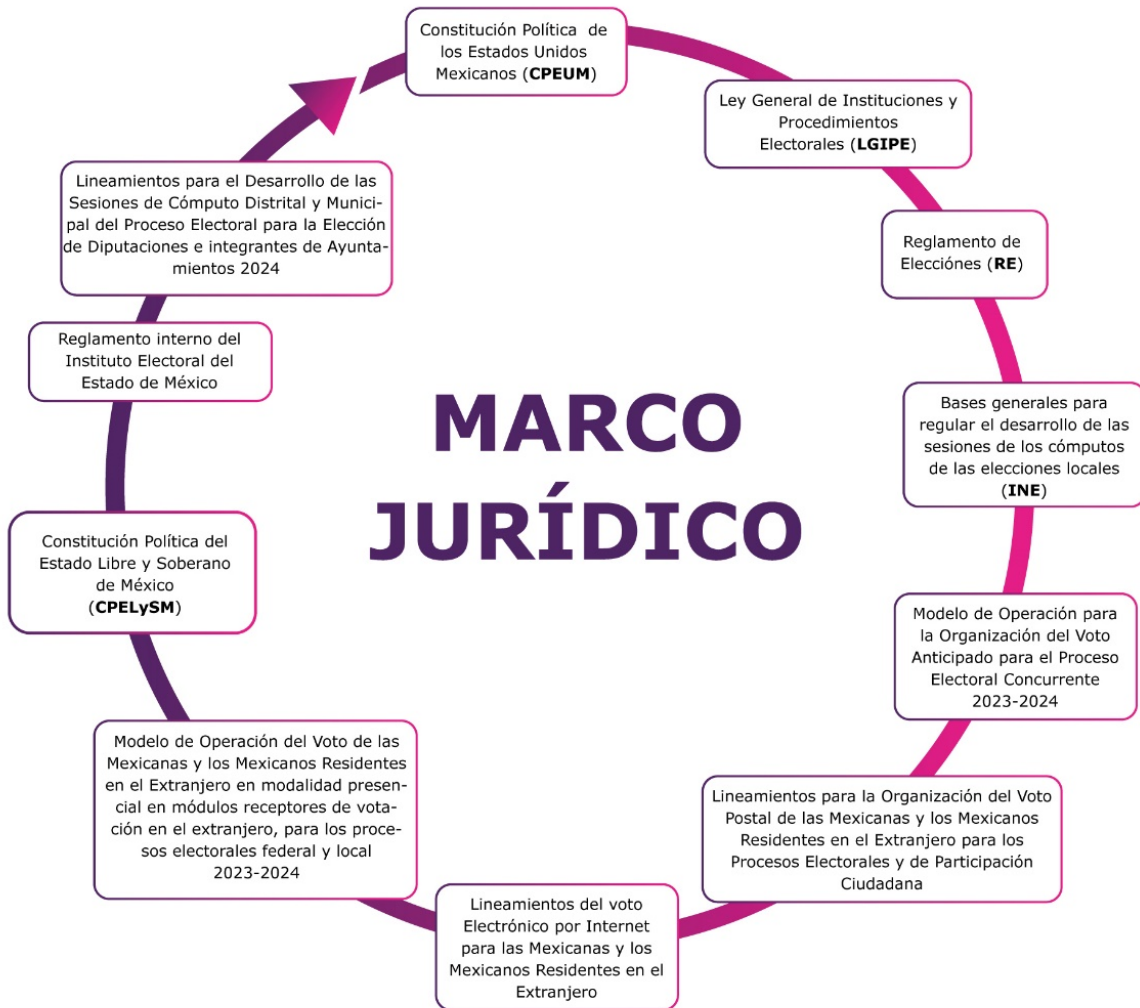 Constitución Política de
los Estados Unidos
Mexicanos (CPEUM)
Ley General de Instituciones y
Procedimientos
Electorales (LGIPE)
Reglamento de
Elecciónes (RE)
Bases generales para
regular el desarrollo de las
sesiones de los cómputos
de las elecciones locales
(INE)
Modelo de Operación para
la Organización del Voto
Anticipado para el Proceso
Electoral Concurrente
2023-2024
Lineamientos para la Organización del Voto
Postal de las Mexicanas y los Mexicanos
Residentes en el Extranjero para los
Procesos Electorales y de Participación
Ciudadana
Lineamientos del voto
Electrónico por Internet
para las Mexicanas y los
Mexicanos Residentes en el
Extranjero
Modelo de Operación del Voto de las
Mexicanas y los Mexicanos Residentes
en el Extranjero en modalidad presen-
cial en módulos receptores de vota-
ción en el extranjero, para los proce-
sos electorales federal y local
2023-2024
Constitución Política del
Estado Libre y Soberano
de México
(CPELySM)
Reglamento interno del
Instituto Electoral del
Estado de México
Lineamientos para el Desarrollo de las
Sesiones de Cómputo Distrital y Munici-
pal del Proceso Electoral para la Elección
de Diputaciones e integrantes de Ayunta-
mientos 2024
MARCO
JURÍDICO